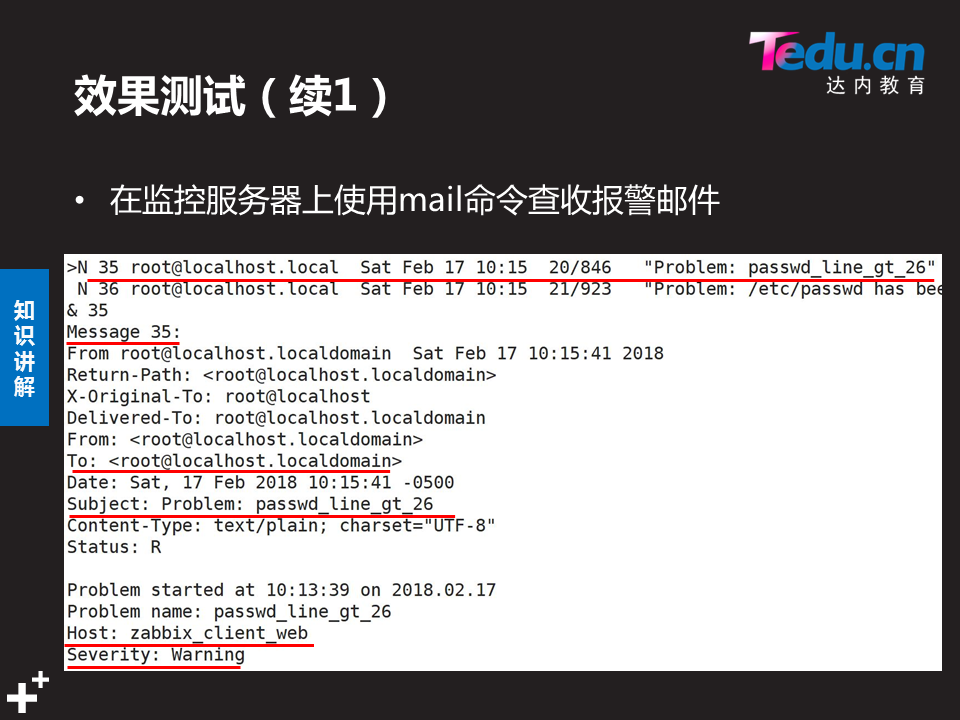 Tedu.cn
达内教育
效果测试（续1）
• 在监控服务器上使用mail命令查收报警邮件
知识讲解
>N 35 root@localhost.local  Sat Feb 17 10:15  20/846   "Problem: passwd_line_gt_26"
 N 36 root@localhost.local  Sat Feb 17 10:15  21/923   "Problem: /etc/passwd has bee
& 35
Message 35:
From root@localhost.localdomain  Sat Feb 17 10:15:41 2018
Return-Path: <root@localhost.localdomain>
X-Original-To: root@localhost
Delivered-To: root@localhost.localdomain
From: <root@localhost.localdomain>
To: <root@localhost.localdomain>
Date: Sat, 17 Feb 2018 10:15:41 -0500
Subject: Problem: passwd_line_gt_26
Content-Type: text/plain; charset="UTF-8"
Status: R
Problem started at 10:13:39 on 2018.02.17
Problem name: passwd_line_gt_26
Host: zabbix_client_web
Severity: Warning